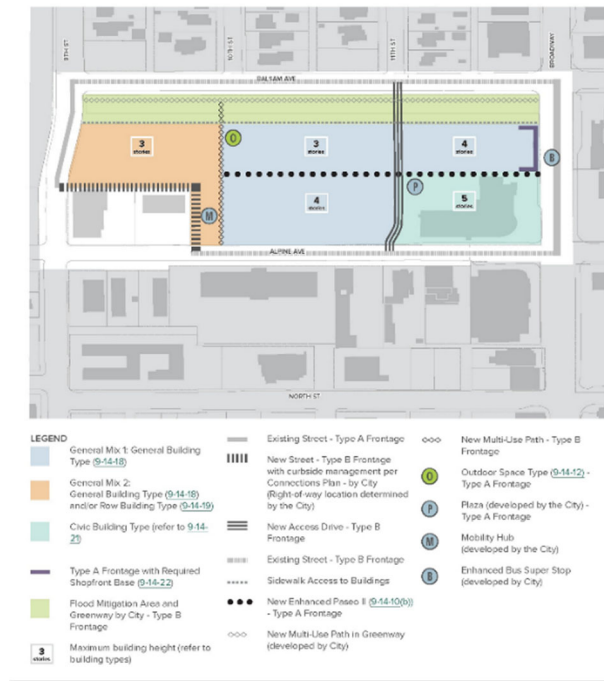 9TH ST
10TH ST
11TH ST
BROADWAY
BALSAM AVE
3
stories
O
3
stories
4
stories
B
M
4
stories
P
5
stories
ALPINE AVE
NORTH ST
LEGEND
General Mix 1: General Building
Type (9-14-18)
General Mix 2:
General Building Type (9-14-18)
and/or Row Building Type (9-14-19)
Civic Building Type (refer to 9-14-
21)
Type A Frontage with Required
Shopfront Base (9-14-22)
Flood Mitigation Area and
Greenway by City - Type B
Frontage
3
stories
Maximum building height (refer to
building types)
Existing Street - Type A Frontage
New Street - Type B Frontage
with curbside management per
Connections Plan - by City
(Right-of-way location determined
by the City)
New Access Drive - Type B
Frontage
Existing Street - Type B Frontage
Sidewalk Access to Buildings
New Enhanced Paseo II (9-14-10(b))
- Type A Frontage
New Multi-Use Path in Greenway
(developed by City)
New Multi-Use Path - Type B
Frontage
O
Outdoor Space Type (9-14-12) -
Type A Frontage
P
Plaza (developed by the City) -
Type A Frontage
M
Mobility Hub
(developed by the City)
B
Enhanced Bus Super Stop
(developed by City)